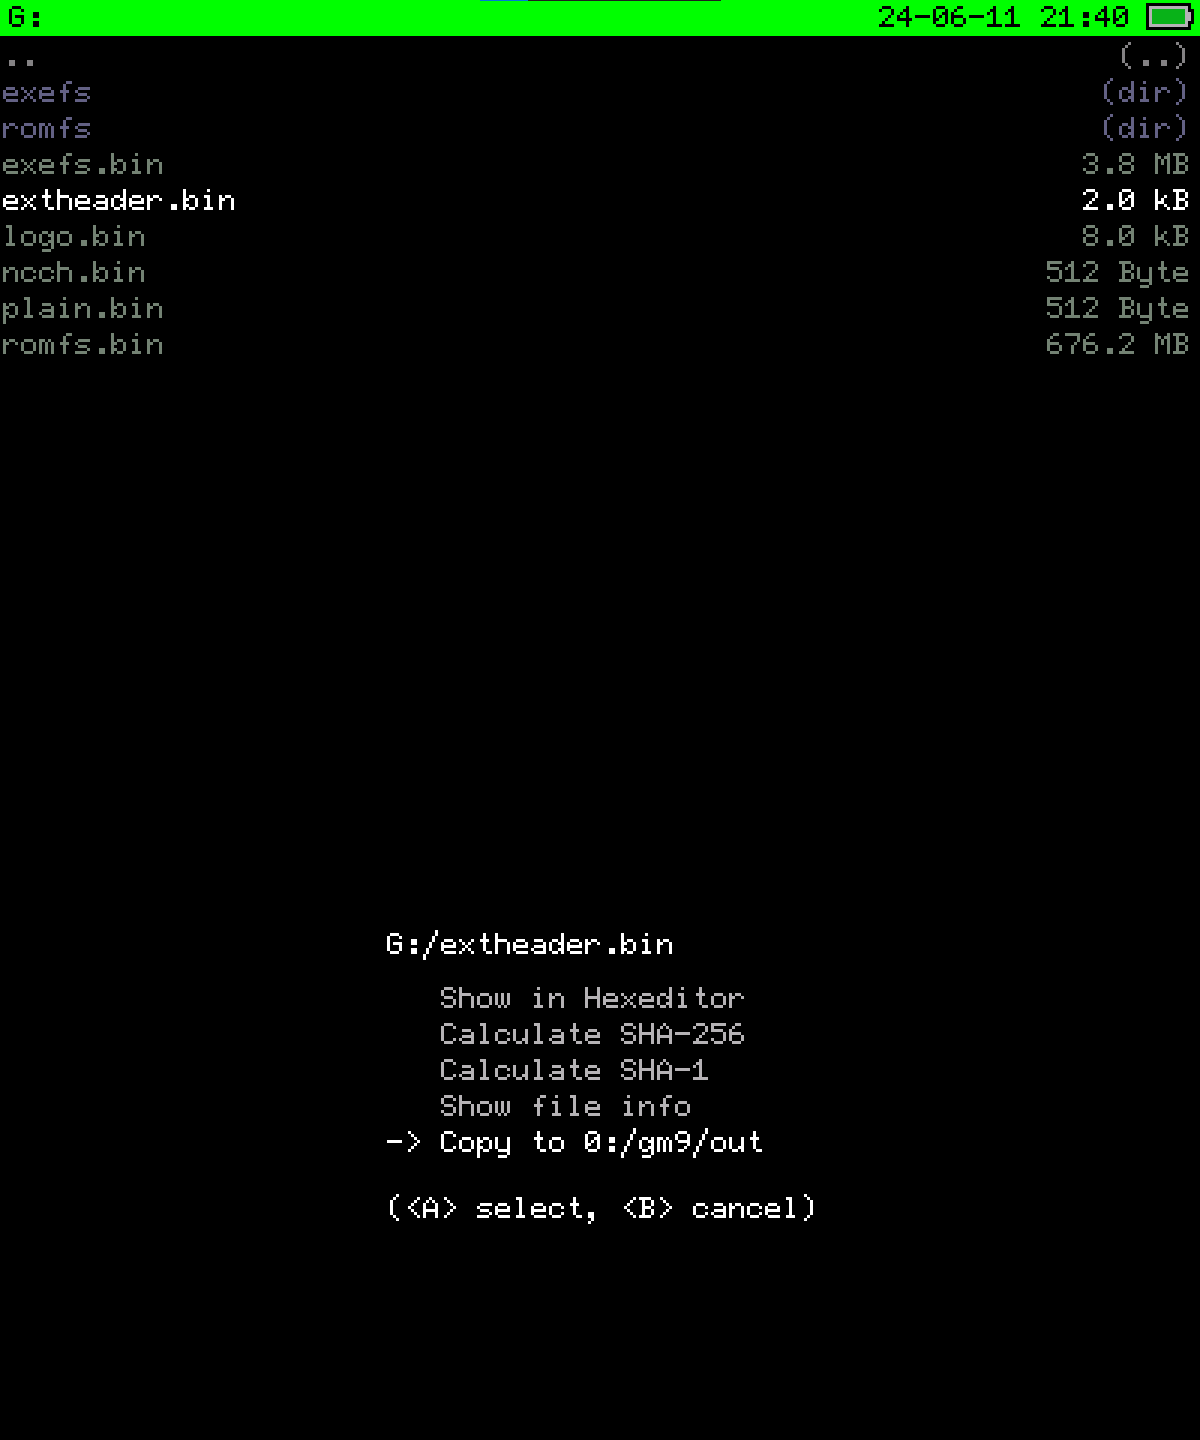 G: 24-06-11 21:40
.. (..)
exefs (dir)
romfs (dir)
exefs.bin 3.8 MB
extheader.bin 2.0 kB
logo.bin 8.0 kB
ncch.bin 512 Byte
plain.bin 512 Byte
romfs.bin 676.2 MB
G:/extheader.bin
Show in Hexeditor
Calculate SHA-256
Calculate SHA-1
Show file info
-> Copy to 0:/gm9/out
(<A> select, <B> cancel)